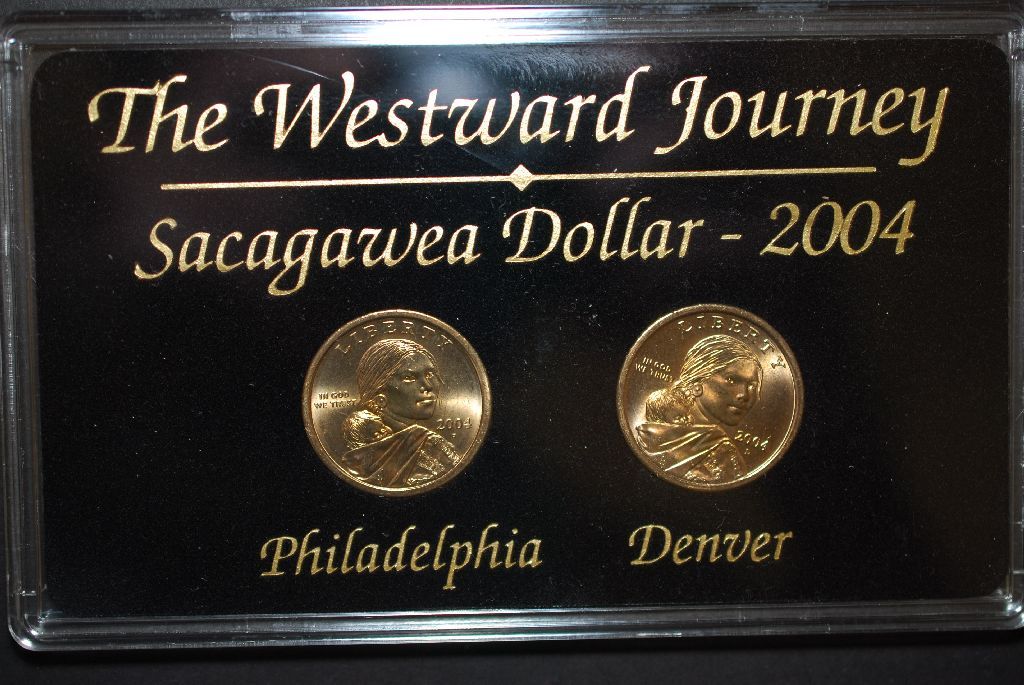 The Westward Journey
Sacagawea Dollar - 2004
LIBERTY
IN GOD
WE TRUST
2004
P
LIBERTY
IN GOD
WE TRUST
2004
Philadelphia
Denver